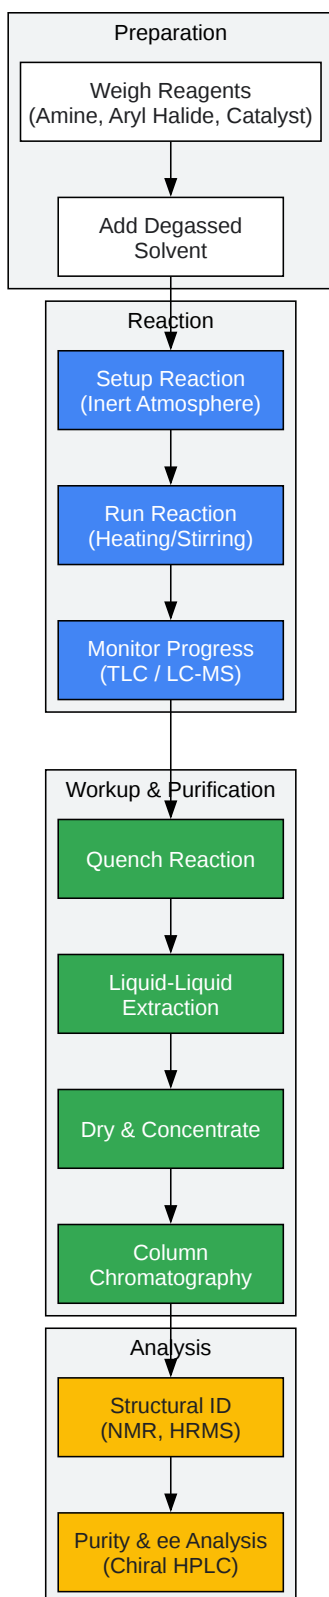 Preparation
Weigh Reagents
(Amine, Aryl Halide, Catalyst)
Add Degassed
Solvent
Reaction
Setup Reaction
(Inert Atmosphere)
Run Reaction
(Heating/Stirring)
Monitor Progress
(TLC / LC-MS)
Workup & Purification
Quench Reaction
Liquid-Liquid
Extraction
Dry & Concentrate
Column
Chromatography
Analysis
Structural ID
(NMR, HRMS)
Purity & ee Analysis
(Chiral HPLC)